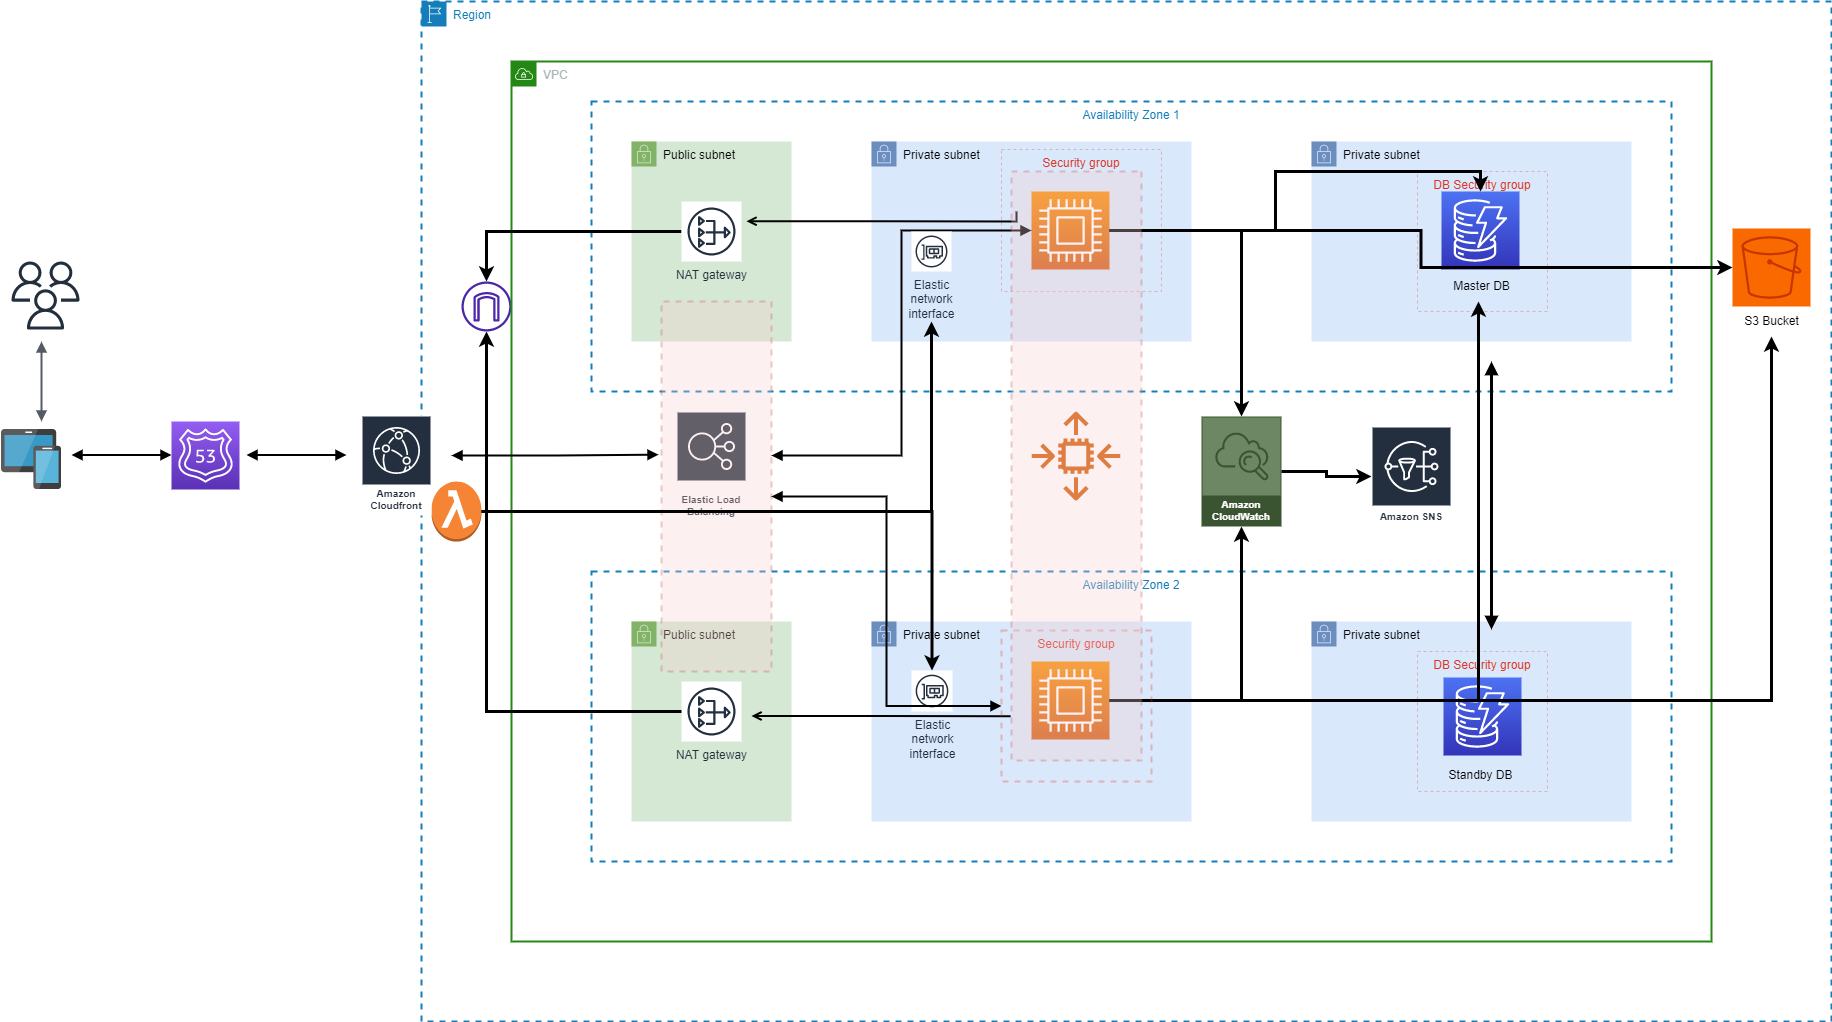 Region
VPC
Availability Zone 1
Public subnet
Private subnet
Security group
Private subnet
DB Security group
NAT gateway
Elastic
network
interface
Master DB
S3 Bucket
53
Amazon
Cloudfront
Elastic Load
Balancing
Amazon
CloudWatch
Amazon SNS
Availability Zone 2
Public subnet
Private subnet
Security group
Private subnet
DB Security group
NAT gateway
Elastic
network
interface
Standby DB